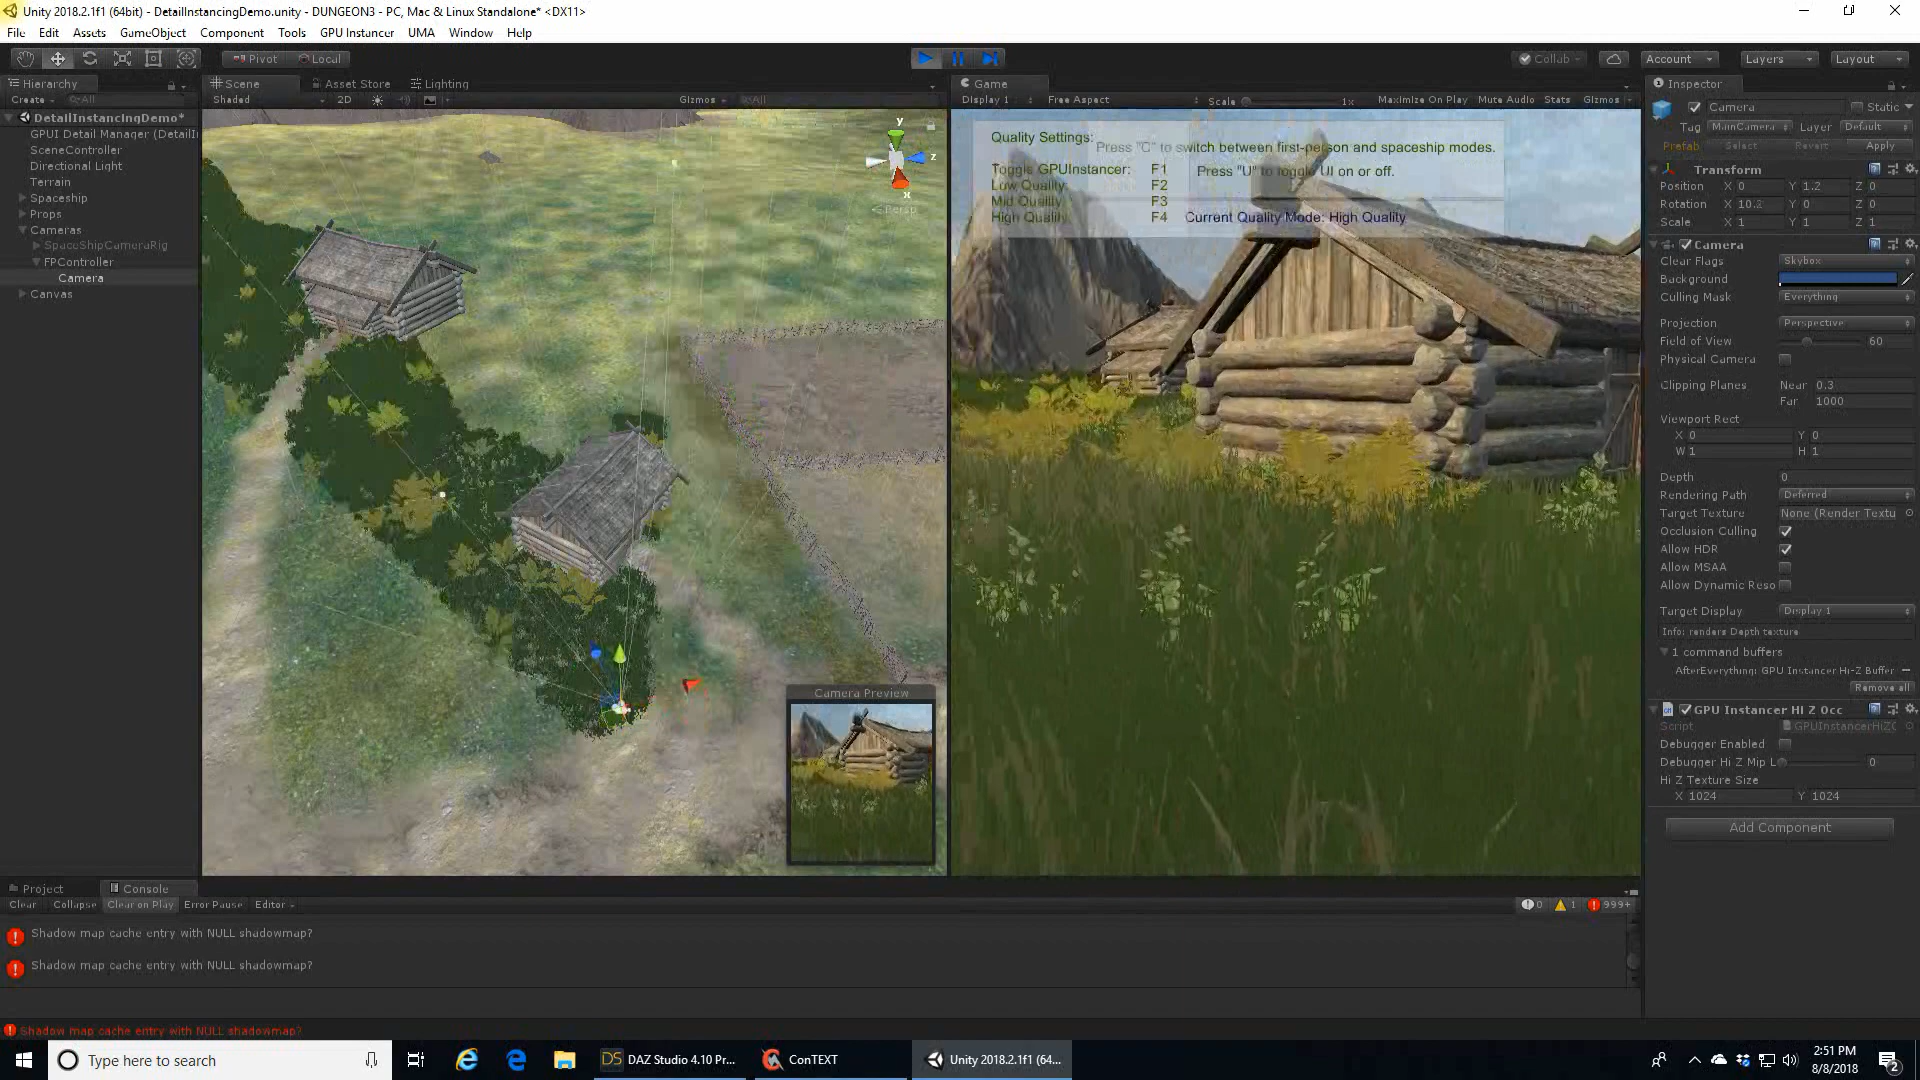 Unity 2018.2.1f1 (64bit) - DetailInstancingDemo.unity - DUNGEON3 - PC, Mac & Linux Standalone* <DX11>
File Edit Assets GameObject Component Tools GPU Instancer UMA Window Help
Pivot Local Collab Account Layers Layout
Hierarchy Scene Asset Store Lighting Game Inspector
Create All Shaded 2D Gizmos All Display 1 Free Aspect Scale 1x Maximize On Play Mute Audio Stats Gizmos
Camera Static
Tag MainCamera Layer Default
Prefab Select Revert Apply
DetailInstancingDemo*
GPUI Detail Manager (DetailI
SceneController
Directional Light
Terrain
Spaceship
Props
Cameras
SpaceShipCameraRig
FPController
Camera
Canvas
y
z
x
Persp
Quality Settings:
Press "C" to switch between first-person and spaceship modes.
Toggle GPUInstancer: F1 Press "U" to toggle UI on or off.
Low Quality: F2
Mid Quality: F3
High Quality: F4 Current Quality Mode: High Quality
Camera Preview
Transform
Position X 0 Y 1.2 Z 0
Rotation X 10.2 Y 0 Z 0
Scale X 1 Y 1 Z 1
Camera
Clear Flags Skybox
Background
Culling Mask Everything
Projection Perspective
Field of View 60
Physical Camera
Clipping Planes Near 0.3
Far 1000
Viewport Rect
X 0 Y 0
W 1 H 1
Depth 0
Rendering Path Deferred
Target Texture None (Render Textu
Occlusion Culling
Allow HDR
Allow MSAA
Allow Dynamic Reso
Target Display Display 1
Info: renders Depth texture
1 command buffers
AfterEverything: GPU Instancer Hi-Z Buffer
Remove all
GPU Instancer Hi Z Occ
Script GPUInstancerHiZO
Debugger Enabled
Debugger Hi Z Mip L 0
Hi Z Texture Size
X 1024 Y 1024
Add Component
Project Console
Clear Collapse Clear on Play Error Pause Editor 0 1 999+
Shadow map cache entry with NULL shadowmap?
Shadow map cache entry with NULL shadowmap?
Shadow map cache entry with NULL shadowmap?
Type here to search
DS DAZ Studio 4.10 Pr...
ConTEXT
Unity 2018.2.1f1 (64...
2:51 PM
8/8/2018
2